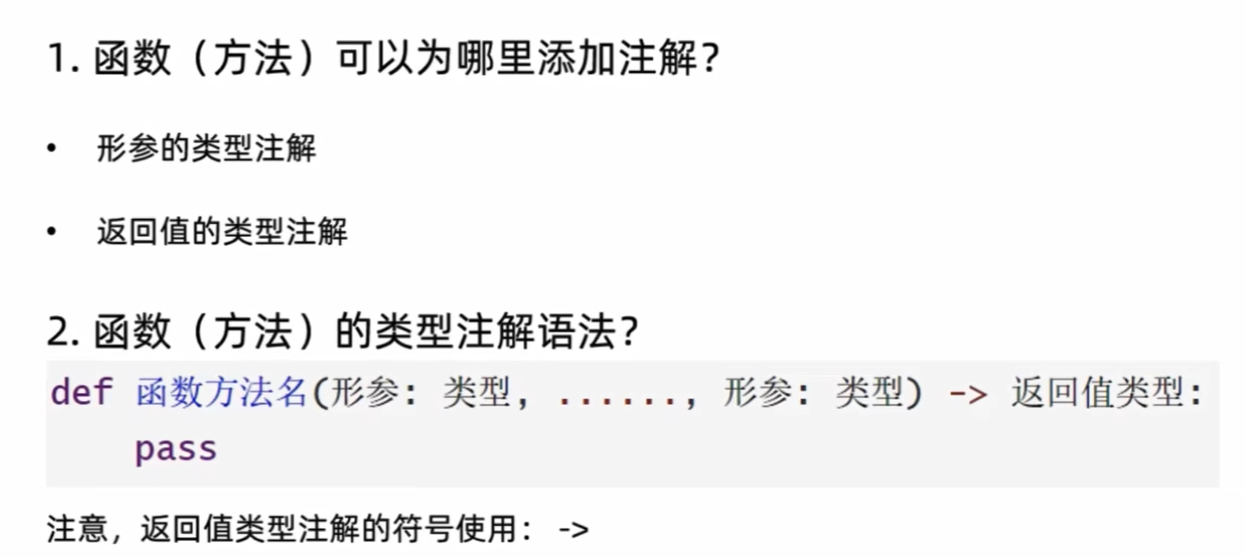 1. 函数（方法）可以为哪里添加注解？
• 形参的类型注解
• 返回值的类型注解
2. 函数（方法）的类型注解语法？
def 函数方法名(形参: 类型, ......, 形参: 类型) -> 返回值类型:
    pass
注意，返回值类型注解的符号使用： ->